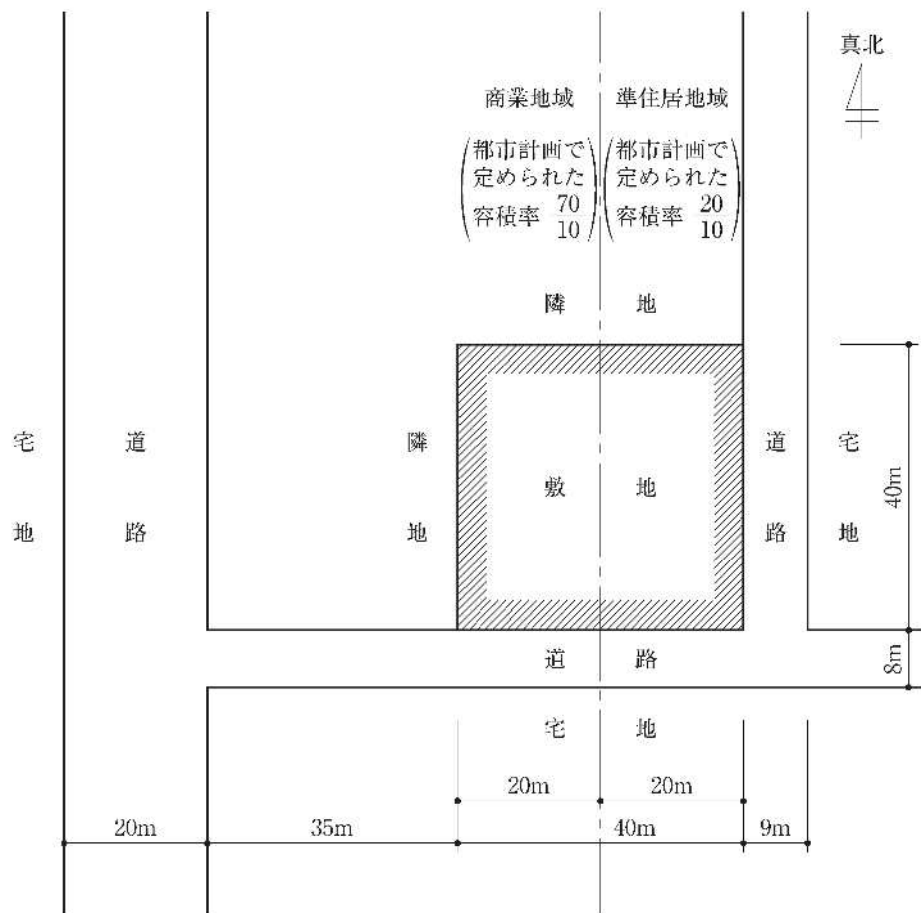 真北
商業地域 準住居地域
都市計画で 都市計画で
定められた 定められた
容積率 70/10 容積率 20/10
隣 地
宅 道 隣 道 宅
敷 地
40m
地 路 地 路 地
道 路
8m
宅 地
20m 20m
20m 35m 40m 9m